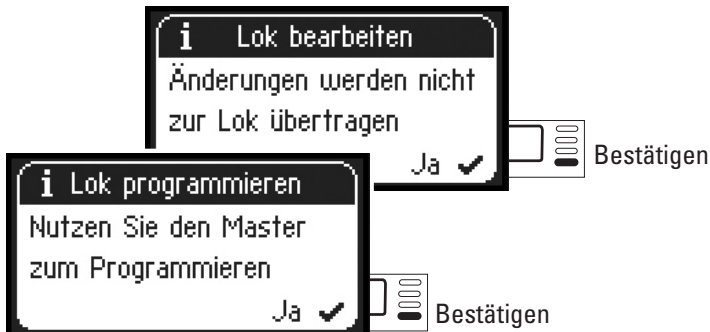 i Lok bearbeiten
Änderungen werden nicht
zur Lok übertragen
Ja ✔
Bestätigen
i Lok programmieren
Nutzen Sie den Master
zum Programmieren
Ja ✔
Bestätigen